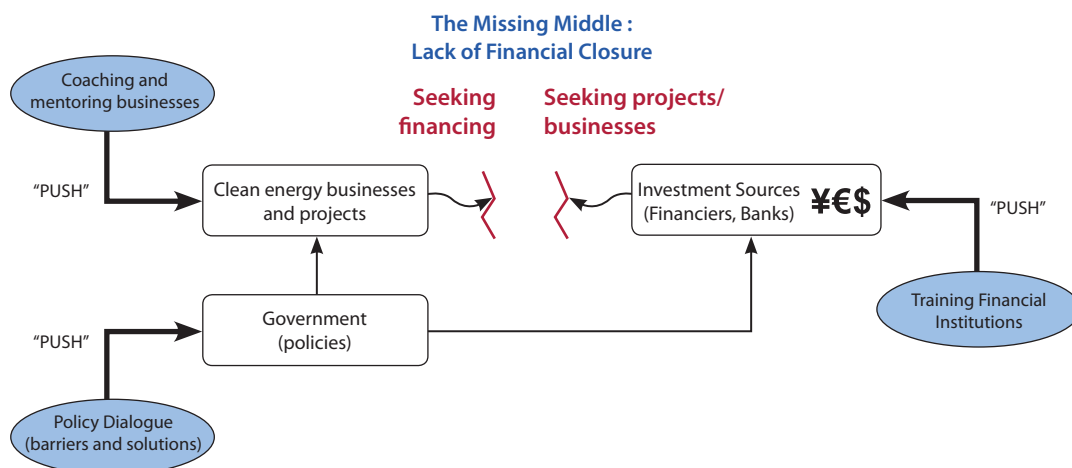 The Missing Middle :
Lack of Financial Closure
Coaching and
mentoring businesses
Seeking
financing
Seeking projects/
businesses
“PUSH”
Clean energy businesses
and projects
Investment Sources
(Financiers, Banks)
¥€$
“PUSH”
Training Financial
Institutions
“PUSH”
Government
(policies)
Policy Dialogue
(barriers and solutions)